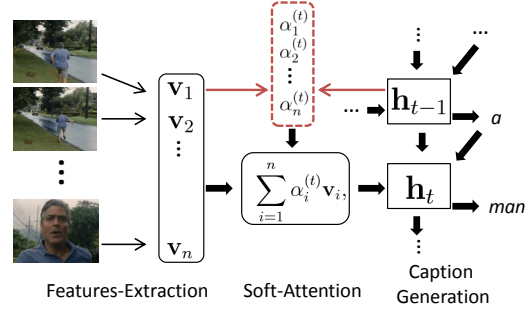 α₁⁽ᵗ⁾
α₂⁽ᵗ⁾
⋮
αₙ⁽ᵗ⁾
v₁
v₂
⋮
vₙ
∑ᵢ₌₁ⁿ αᵢ⁽ᵗ⁾vᵢ,
⋮
...
...
hₜ₋₁
a
hₜ
man
⋮
Features-Extraction
Soft-Attention
Caption
Generation